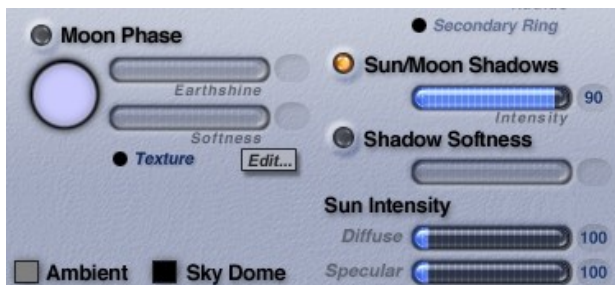 Moon Phase
Earthshine
Softness
Texture
Edit...
Ambient
Sky Dome
Secondary Ring
Sun/Moon Shadows
90
Intensity
Shadow Softness
Sun Intensity
Diffuse
100
Specular
100